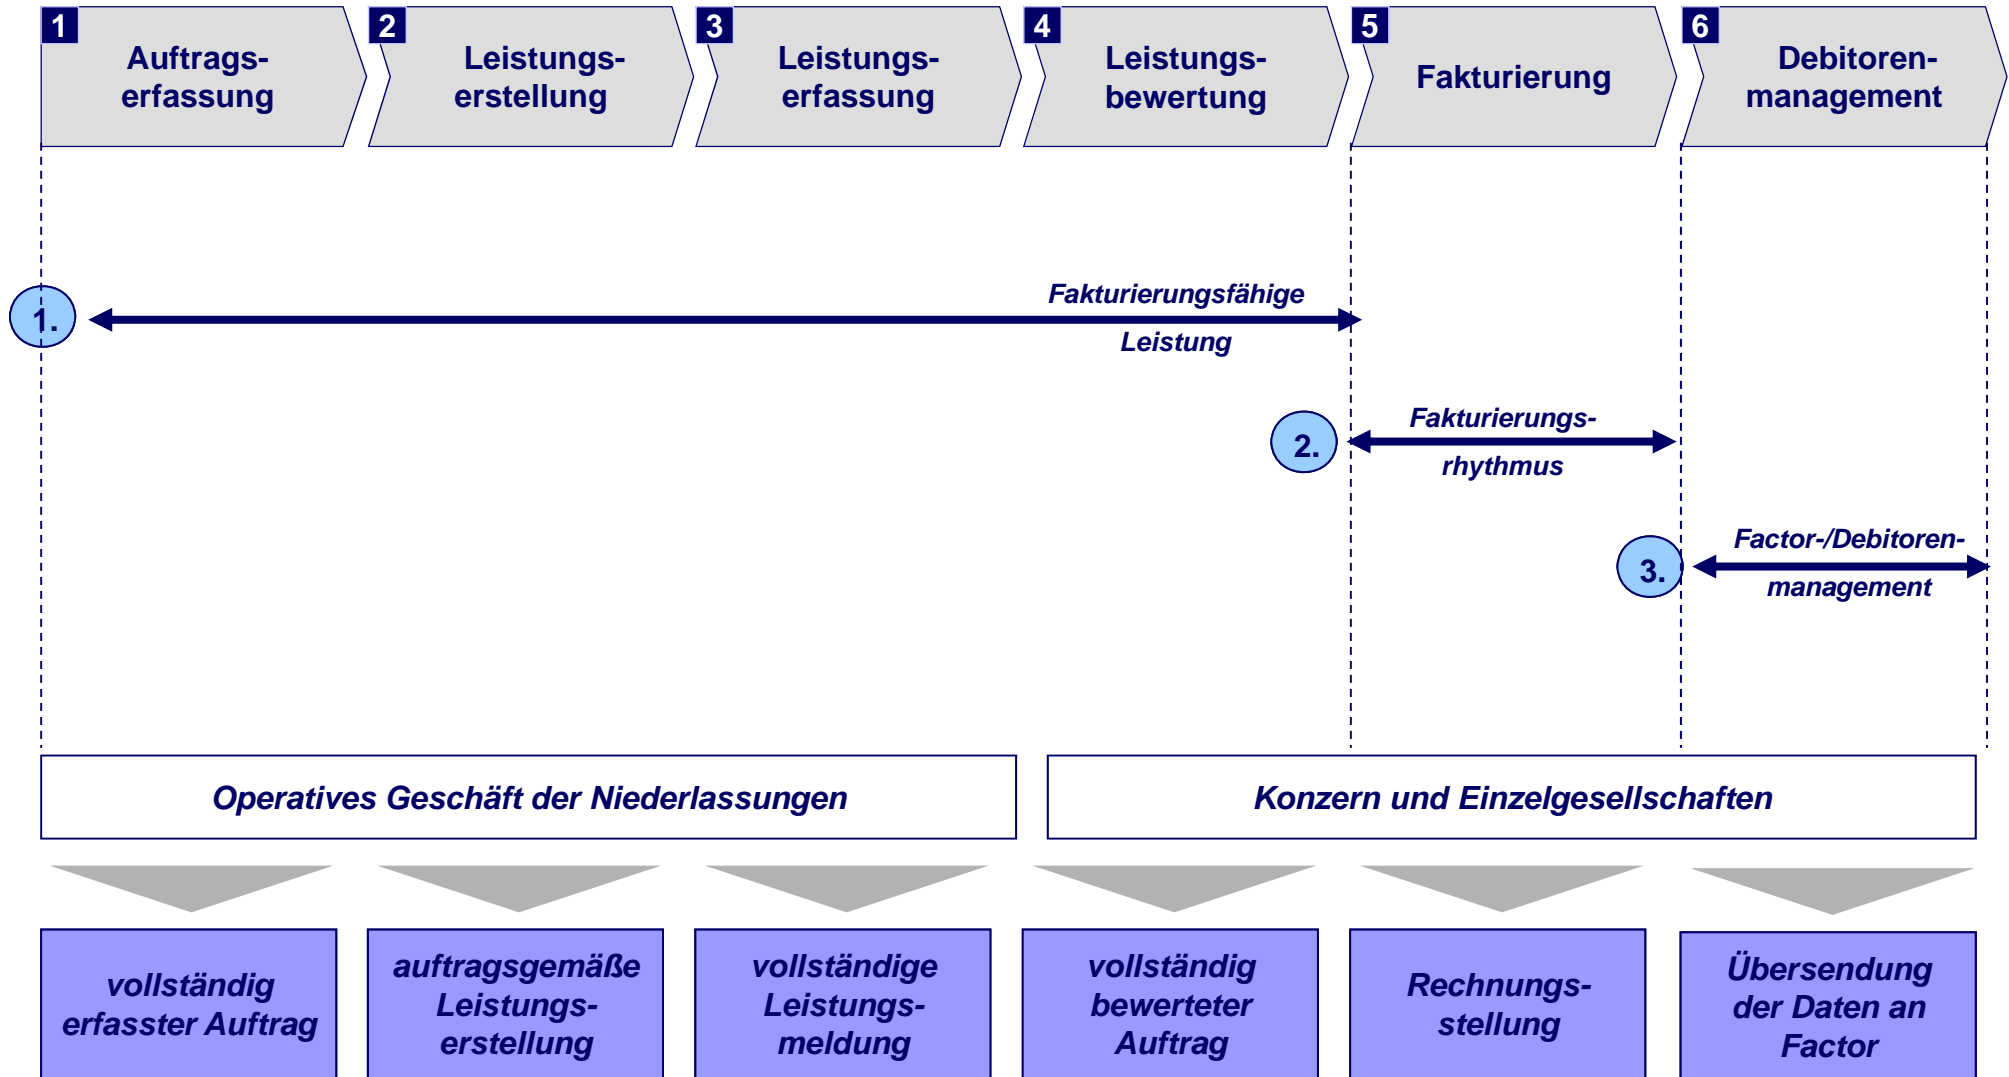 1
Auftrags-
erfassung
2
Leistungs-
erstellung
3
Leistungs-
erfassung
4
Leistungs-
bewertung
5
Fakturierung
6
Debitoren-
management
1.
Fakturierungsfähige
Leistung
2.
Fakturierungs-
rhythmus
3.
Factor-/Debitoren-
management
Operatives Geschäft der Niederlassungen
Konzern und Einzelgesellschaften
vollständig
erfasster Auftrag
auftragsgemäße
Leistungs-
erstellung
vollständige
Leistungs-
meldung
vollständig
bewerteter
Auftrag
Rechnungs-
stellung
Übersendung
der Daten an
Factor